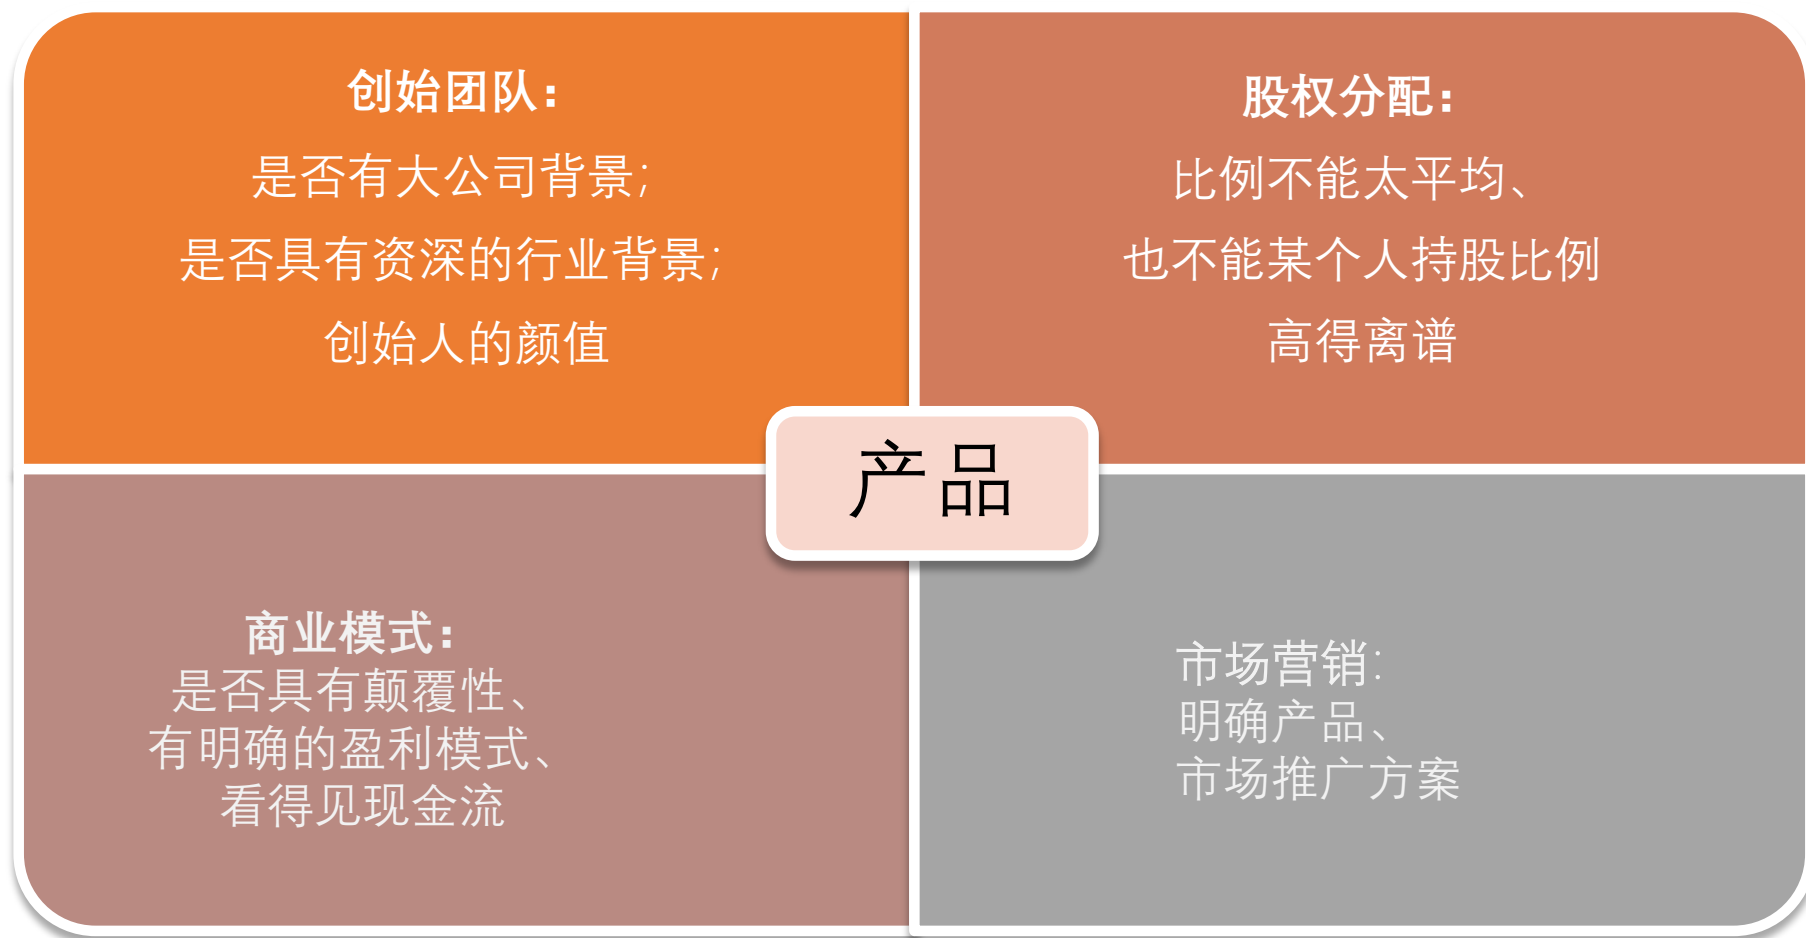 创始团队：
是否有大公司背景；
是否具有资深的行业背景；
创始人的颜值
股权分配：
比例不能太平均、
也不能某个人持股比例
高得离谱
产品
商业模式：
是否具有颠覆性、
有明确的盈利模式、
看得见现金流
市场营销：
明确产品、
市场推广方案